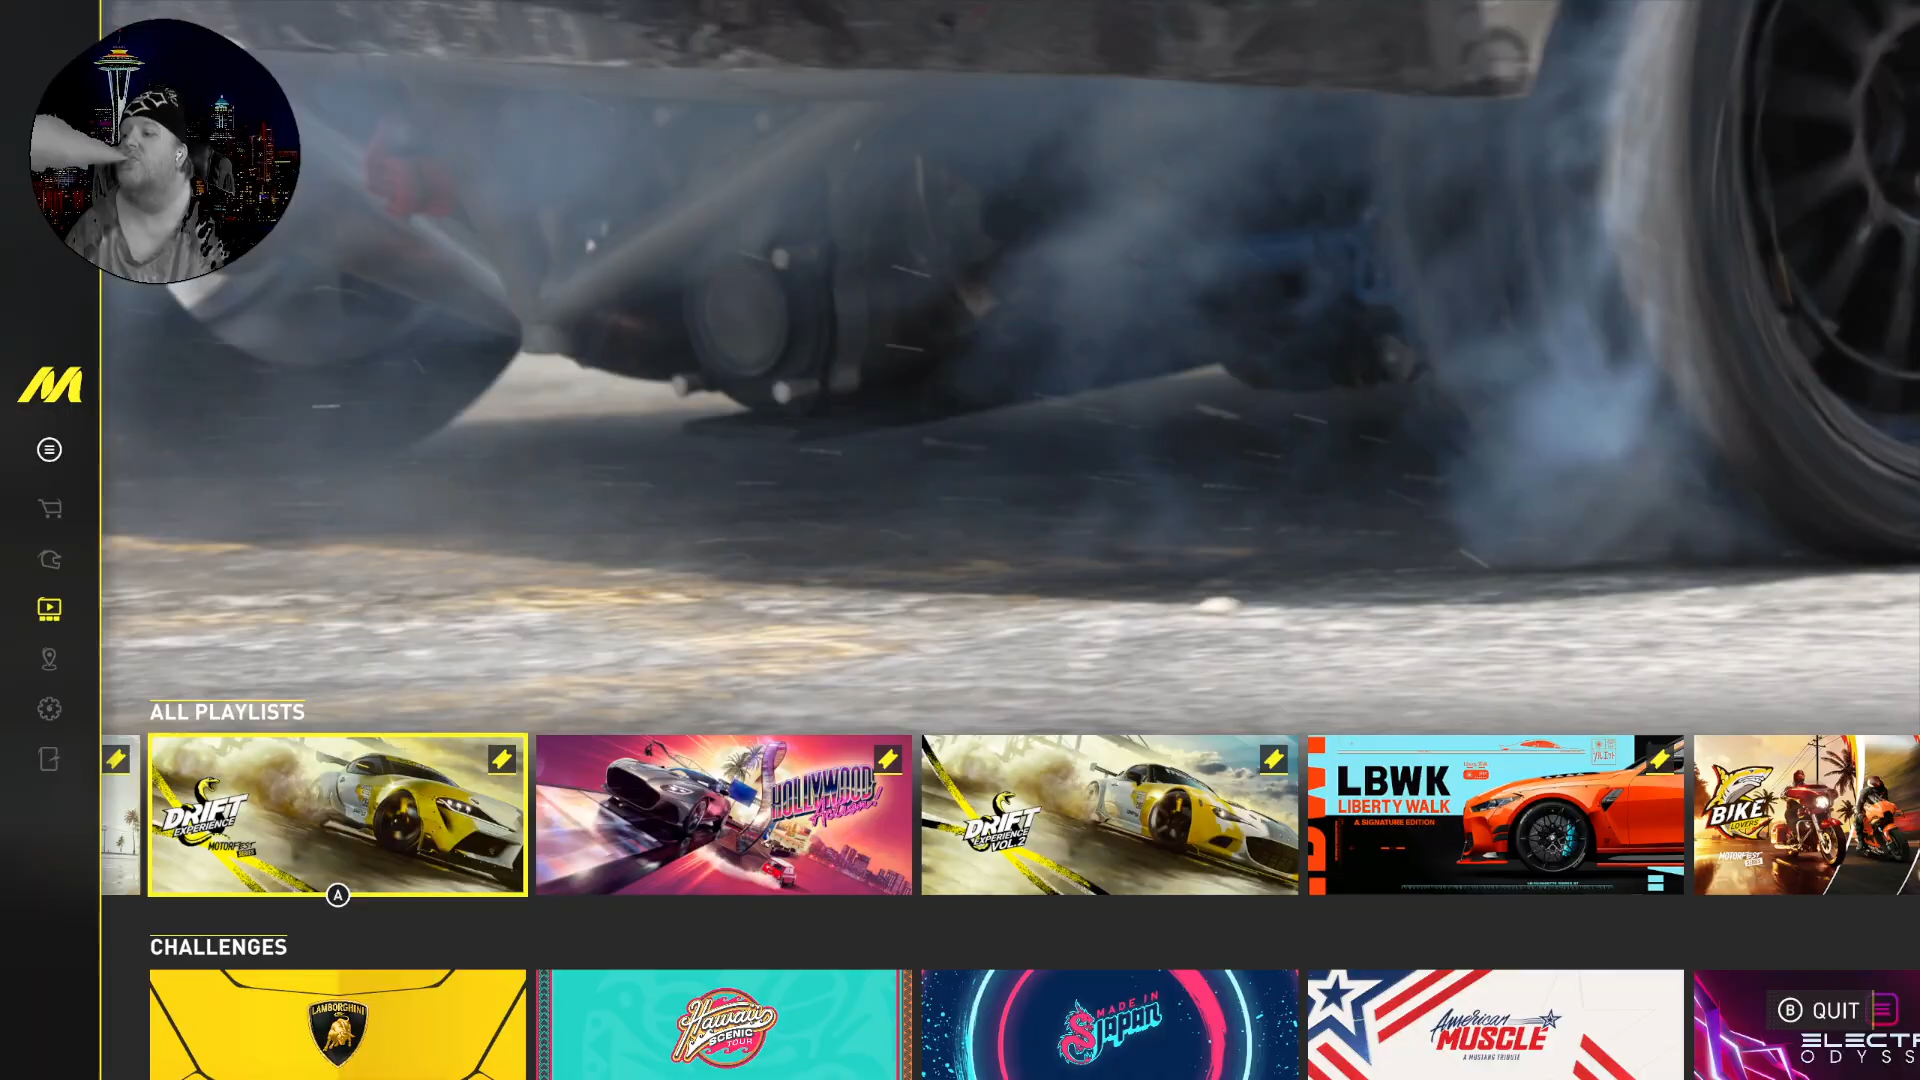 ALL PLAYLISTS
DRIFT
EXPERIENCE
MOTORFEST
HOLLYWOOD
Action!
DRIFT
EXPERIENCE
VOL.2
LBWK
LIBERTY WALK
A SIGNATURE EDITION
BIKE
LOVERS
MOTORFEST
A
CHALLENGES
LAMBORGHINI
Hawaii
SCENIC
TOUR
MADE IN
Japan
American
MUSCLE
A MUSTANG TRIBUTE
B QUIT
ELECTR
ODYSS